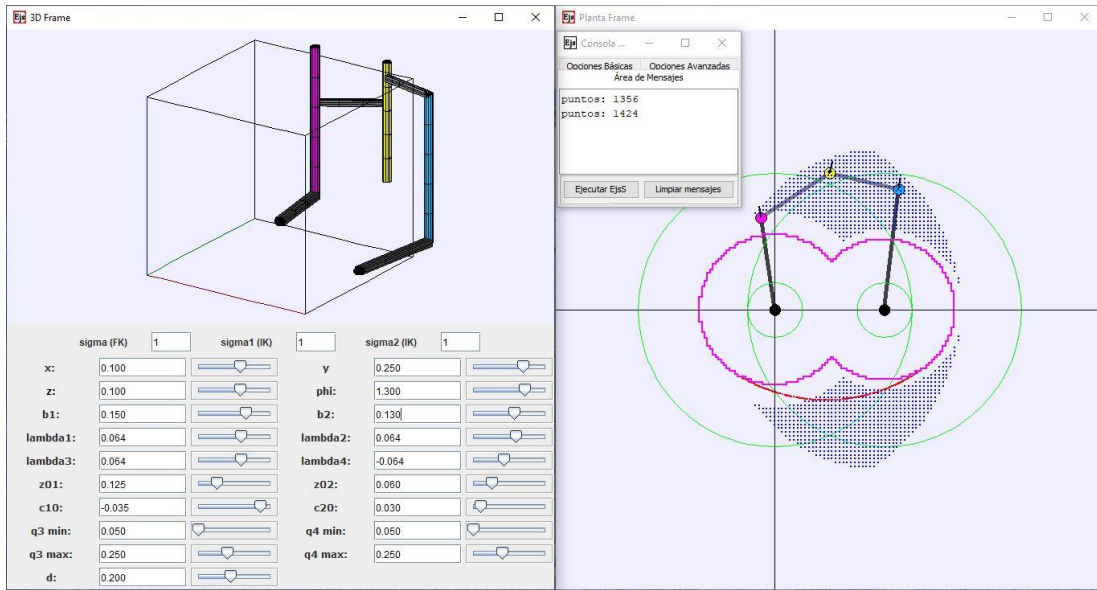 3D Frame
sigma (FK) 1 sigma1 (IK) 1 sigma2 (IK) 1
x: 0.100 y 0.250
z: 0.100 phi: 1.300
b1: 0.150 b2: 0.130
lambda1: 0.064 lambda2: 0.064
lambda3: 0.064 lambda4: -0.064
z01: 0.125 z02: 0.060
c10: -0.035 c20: 0.030
q3 min: 0.050 q4 min: 0.050
q3 max: 0.250 q4 max: 0.250
d: 0.200
Planta Frame
Consola ...
Opciones Básicas Opciones Avanzadas
Área de Mensajes
puntos: 1356
puntos: 1424
Ejecutar EjsS Limpiar mensajes